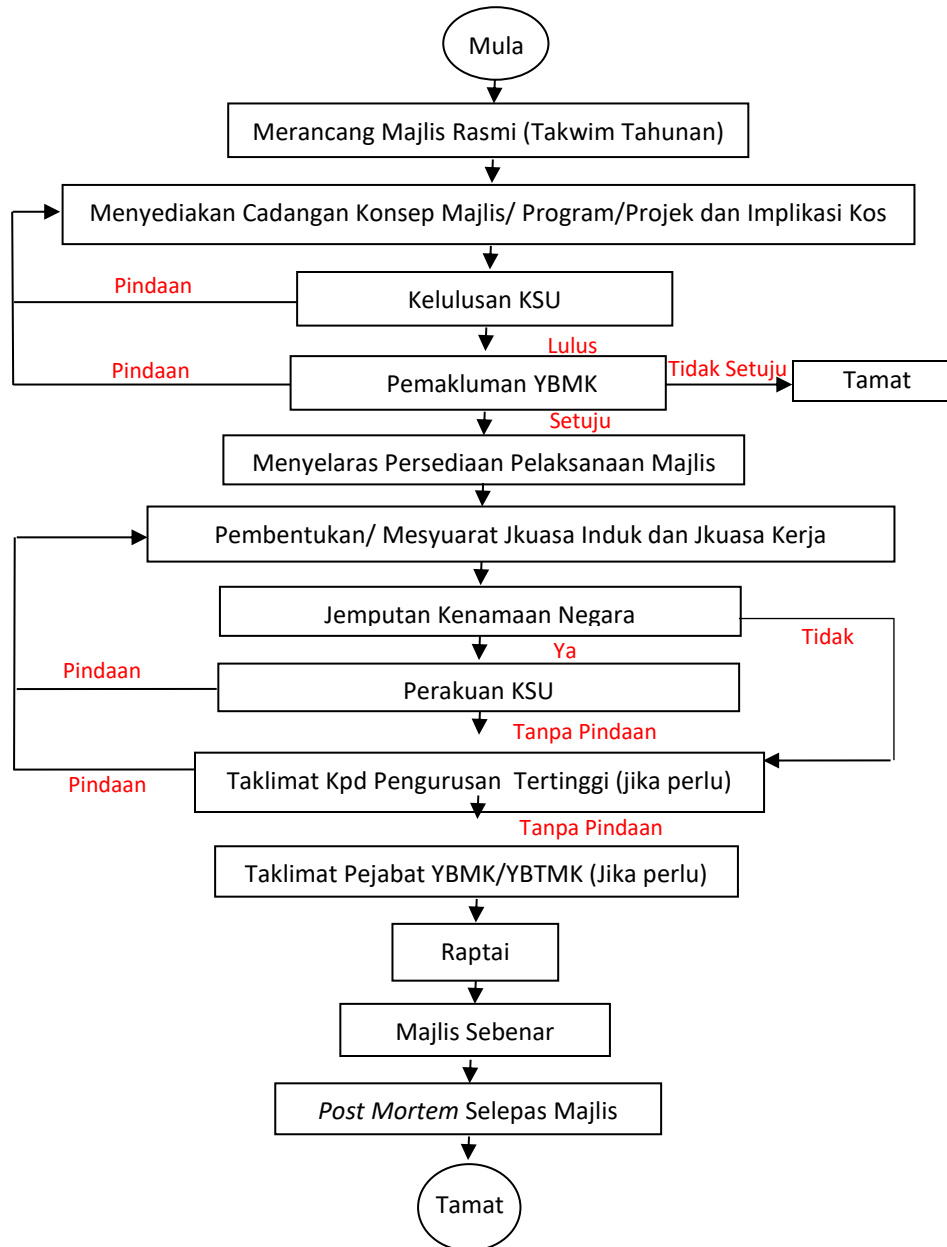 Mula
Merancang Majlis Rasmi (Takwim Tahunan)
Menyediakan Cadangan Konsep Majlis/ Program/Projek dan Implikasi Kos
Pindaan
Kelulusan KSU
Lulus
Pindaan
Pemakluman YBMK
Tidak Setuju
Tamat
Setuju
Menyelaras Persediaan Pelaksanaan Majlis
Pembentukan/ Mesyuarat Jkuasa Induk dan Jkuasa Kerja
Jemputan Kenamaan Negara
Tidak
Ya
Pindaan
Perakuan KSU
Tanpa Pindaan
Taklimat Kpd Pengurusan Tertinggi (jika perlu)
Pindaan
Tanpa Pindaan
Taklimat Pejabat YBMK/YBTMK (Jika perlu)
Raptai
Majlis Sebenar
Post Mortem Selepas Majlis
Tamat